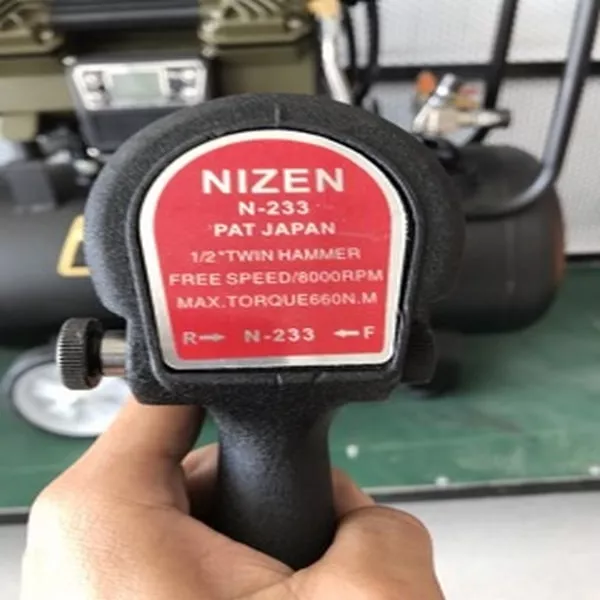 NIZEN
N-233
PAT JAPAN
1/2"TWIN HAMMER
FREE SPEED/8000RPM
MAX.TORQUE660N.M
R→ N-233 ←F